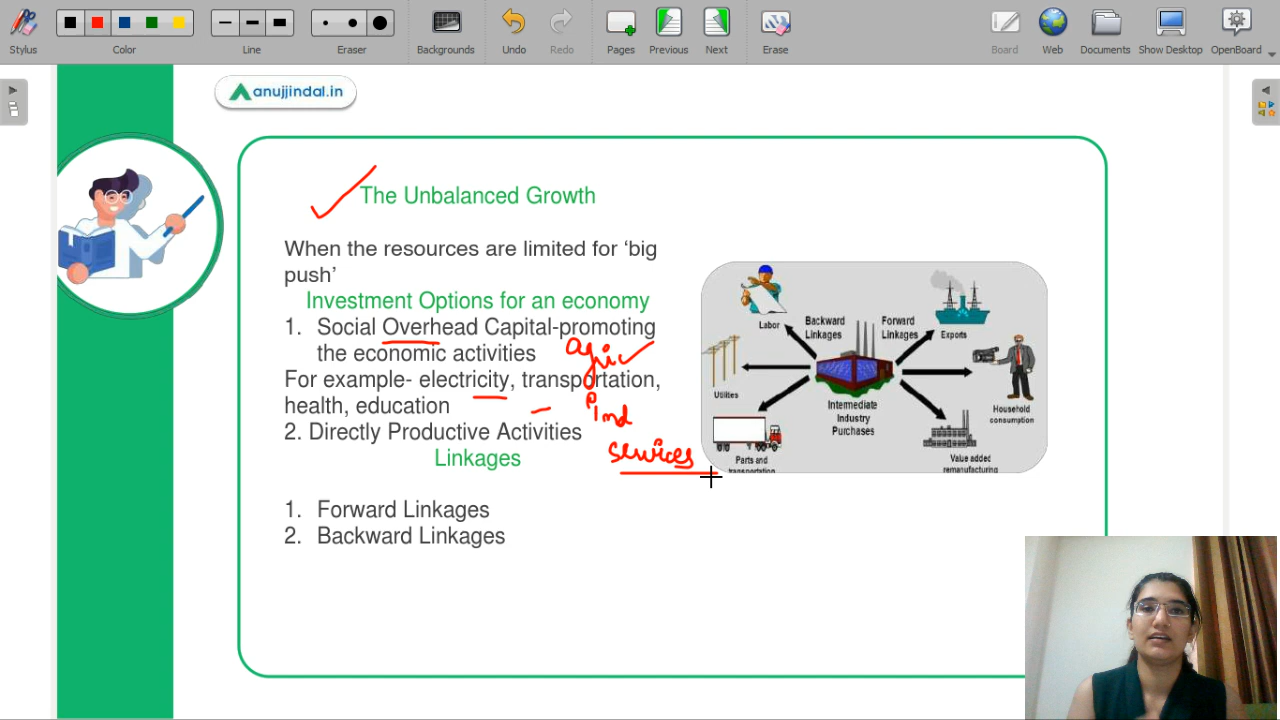 Stylus
Color
Line
Eraser
Backgrounds
Undo
Redo
Pages
Previous
Next
Erase
Board
Web
Documents
Show Desktop
OpenBoard
anujjindal.in
The Unbalanced Growth
When the resources are limited for ‘big
push’
Investment Options for an economy
1. Social Overhead Capital-promoting
the economic activities
For example- electricity, transportation,
health, education
2. Directly Productive Activities
Linkages
1. Forward Linkages
2. Backward Linkages
agri
ind
services
Labor
Backward
Linkages
Forward
Linkages
Exports
Utilities
Intermediate
Industry
Purchases
Household
consumption
Parts and
transportation
Value added
remanufacturing